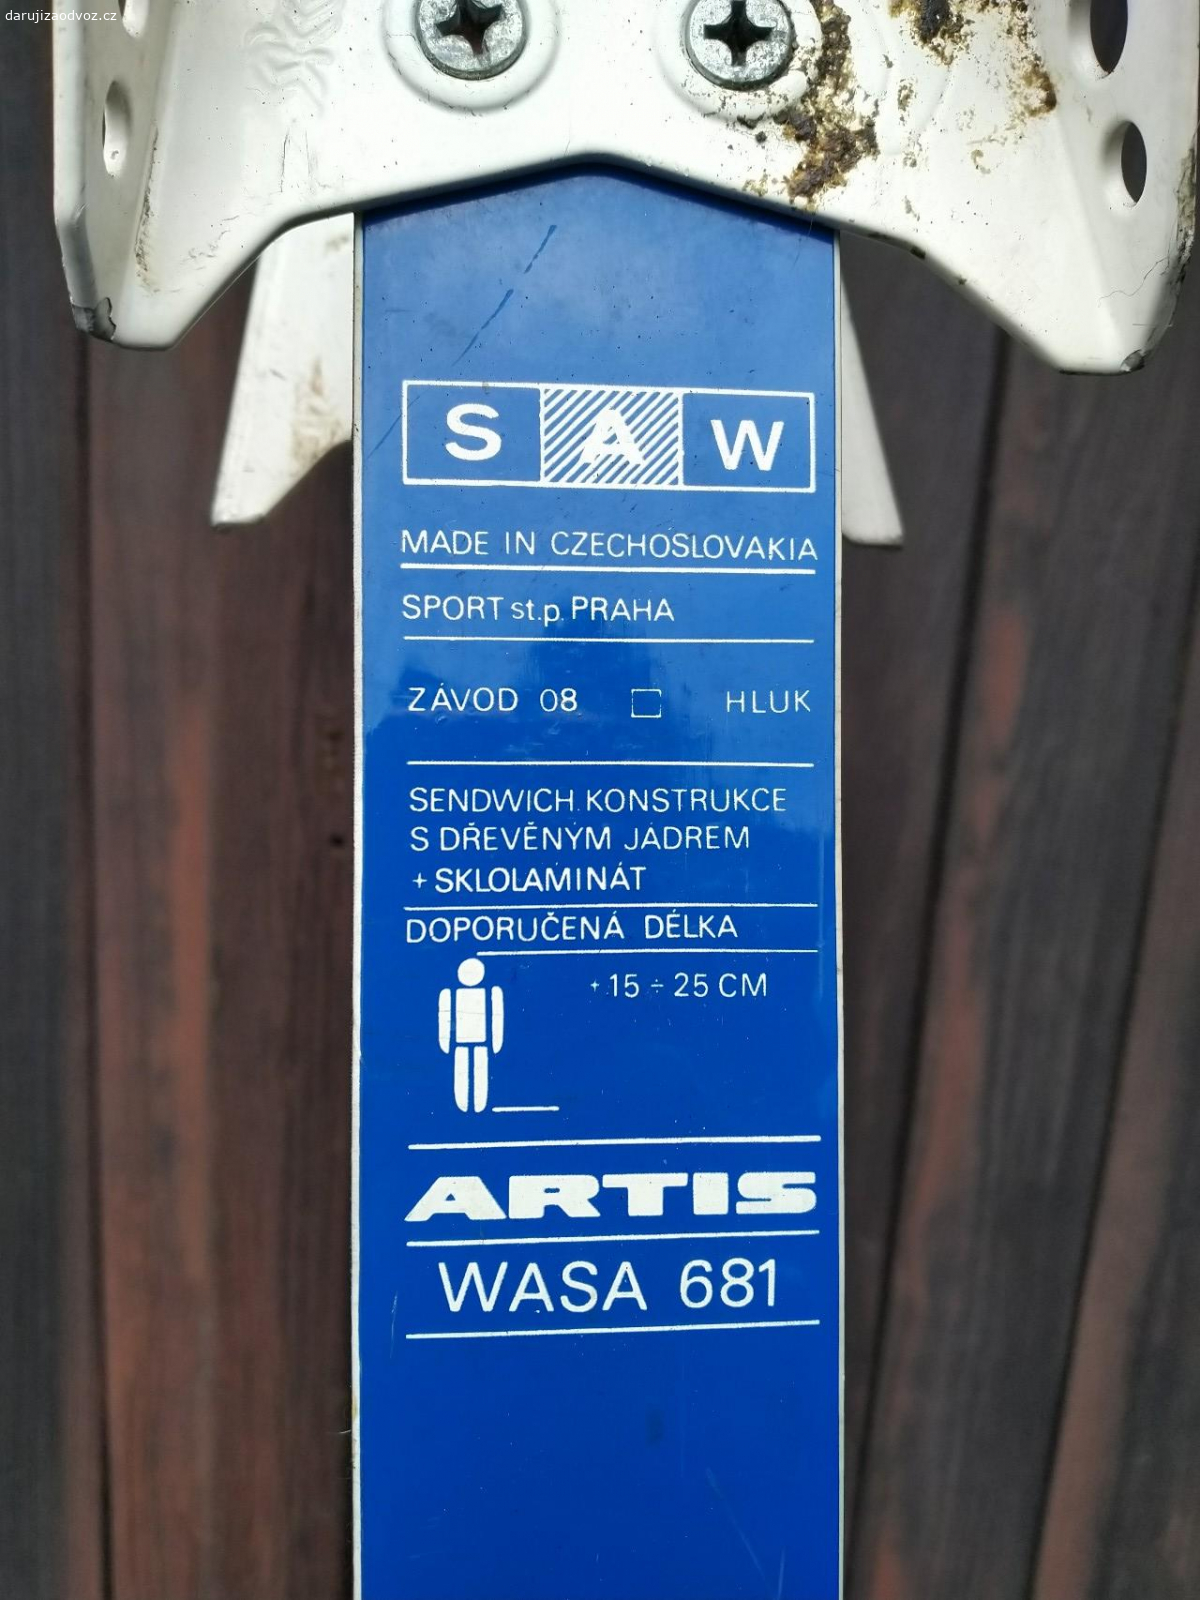 darujizaodvoz.cz
SAW
MADE IN CZECHOSLOVAKIA
SPORT st.p. PRAHA
ZÁVOD 08 HLUK
SENDWICH. KONSTRUKCE
S DŘEVĚNÝM JÁDREM
+ SKLOLAMINÁT
DOPORUČENÁ DÉLKA
+ 15 ÷ 25 CM
ARTIS
WASA 681